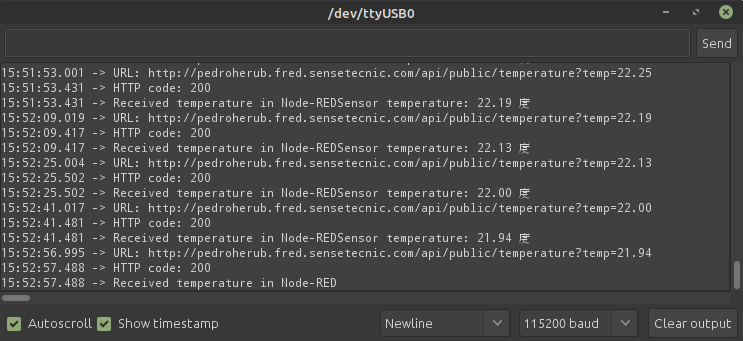 /dev/ttyUSB0
Send
15:51:53.001 -> URL: http://pedroherub.fred.sensetecnic.com/api/public/temperature?temp=22.25
15:51:53.431 -> HTTP code: 200
15:51:53.431 -> Received temperature in Node-REDSensor temperature: 22.19 度
15:52:09.019 -> URL: http://pedroherub.fred.sensetecnic.com/api/public/temperature?temp=22.19
15:52:09.417 -> HTTP code: 200
15:52:09.417 -> Received temperature in Node-REDSensor temperature: 22.13 度
15:52:25.004 -> URL: http://pedroherub.fred.sensetecnic.com/api/public/temperature?temp=22.13
15:52:25.502 -> HTTP code: 200
15:52:25.502 -> Received temperature in Node-REDSensor temperature: 22.00 度
15:52:41.017 -> URL: http://pedroherub.fred.sensetecnic.com/api/public/temperature?temp=22.00
15:52:41.481 -> HTTP code: 200
15:52:41.481 -> Received temperature in Node-REDSensor temperature: 21.94 度
15:52:56.995 -> URL: http://pedroherub.fred.sensetecnic.com/api/public/temperature?temp=21.94
15:52:57.488 -> HTTP code: 200
15:52:57.488 -> Received temperature in Node-RED
Autoscroll Show timestamp Newline 115200 baud Clear output